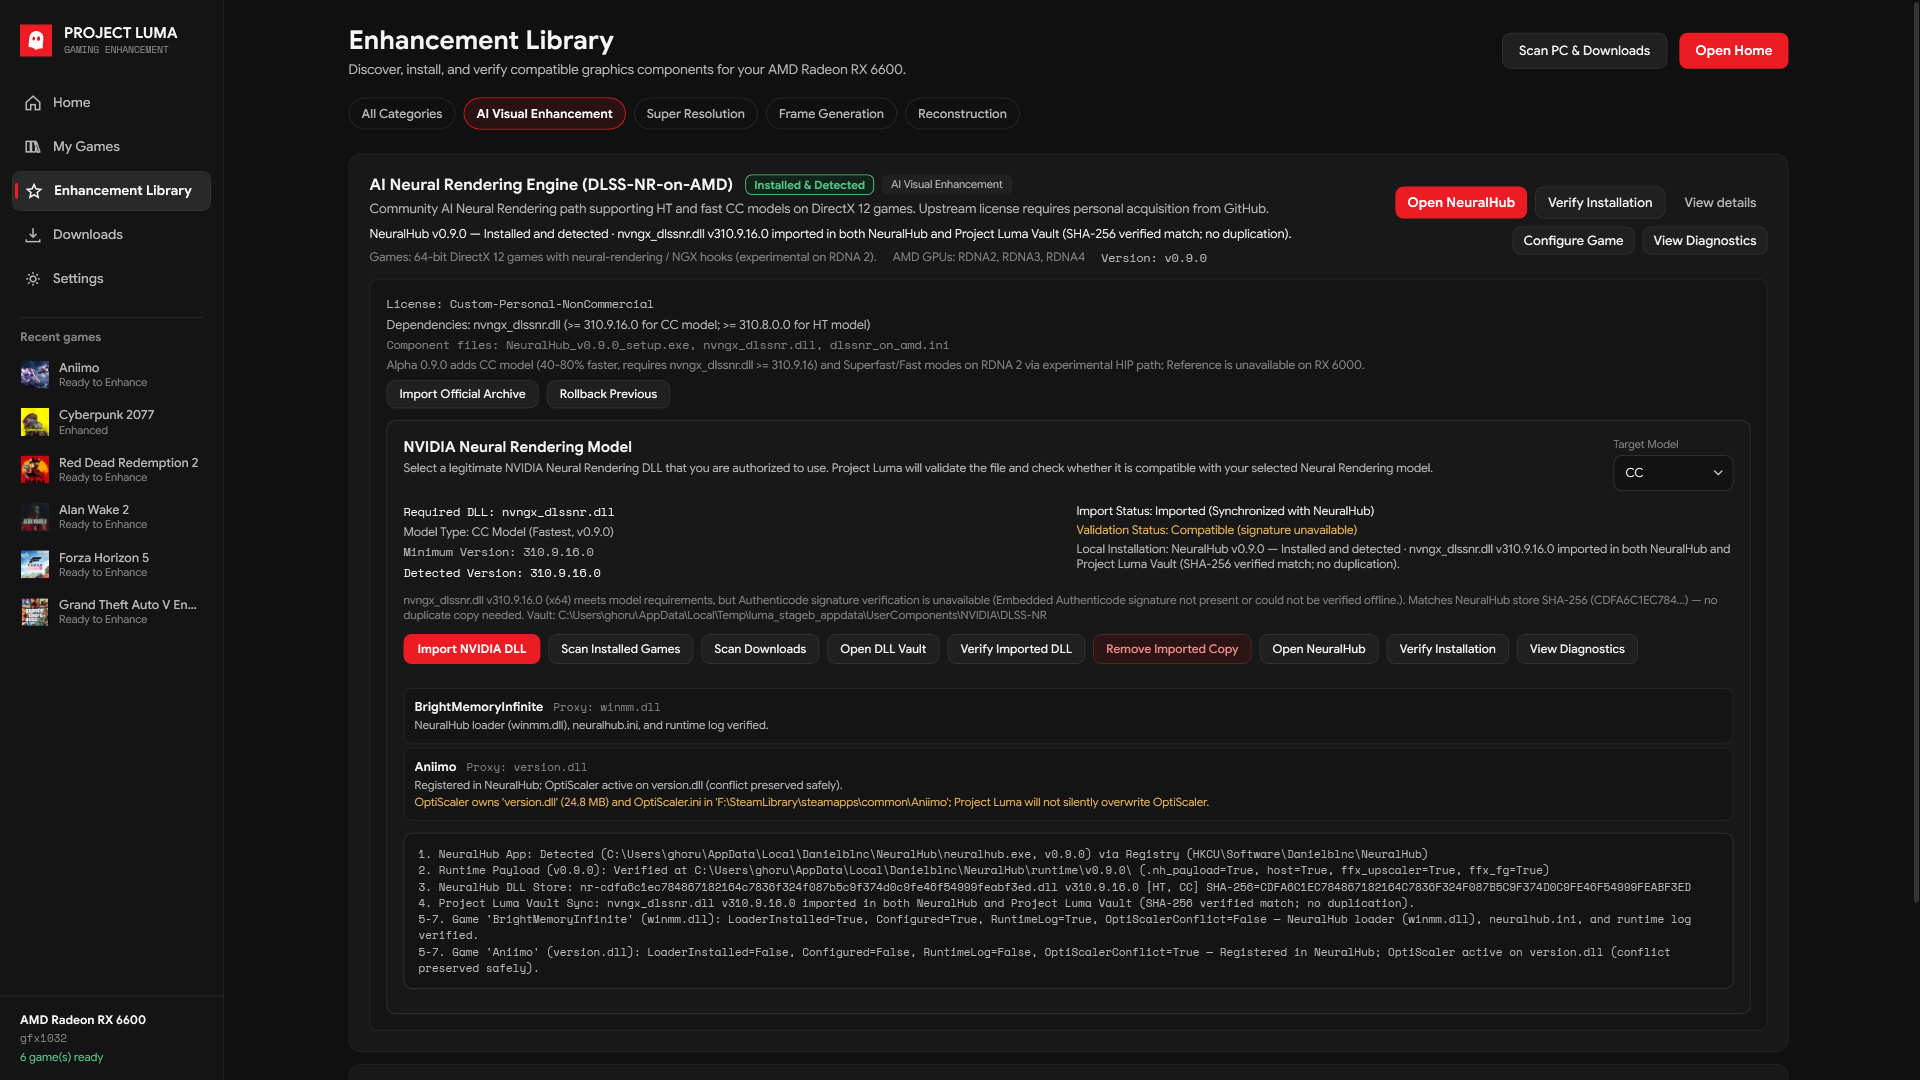 PROJECT LUMA
GAMING ENHANCEMENT
Home
My Games
Enhancement Library
Downloads
Settings
Recent games
Aniimo
Ready to Enhance
Cyberpunk 2077
Enhanced
Red Dead Redemption 2
Ready to Enhance
Alan Wake 2
Ready to Enhance
Forza Horizon 5
Ready to Enhance
Grand Theft Auto V En...
Ready to Enhance
AMD Radeon RX 6600
gfx1032
6 game(s) ready
Enhancement Library
Discover, install, and verify compatible graphics components for your AMD Radeon RX 6600.
Scan PC & Downloads
Open Home
All Categories
AI Visual Enhancement
Super Resolution
Frame Generation
Reconstruction
AI Neural Rendering Engine (DLSS-NR-on-AMD)
Installed & Detected
AI Visual Enhancement
Community AI Neural Rendering path supporting HT and fast CC models on DirectX 12 games. Upstream license requires personal acquisition from GitHub.
NeuralHub v0.9.0 — Installed and detected · nvngx_dlssnr.dll v310.9.16.0 imported in both NeuralHub and Project Luma Vault (SHA-256 verified match; no duplication).
Games: 64-bit DirectX 12 games with neural-rendering / NGX hooks (experimental on RDNA 2).
AMD GPUs: RDNA2, RDNA3, RDNA4
Version: v0.9.0
Open NeuralHub
Verify Installation
View details
Configure Game
View Diagnostics
License: Custom-Personal-NonCommercial
Dependencies: nvngx_dlssnr.dll (>= 310.9.16.0 for CC model; >= 310.8.0.0 for HT model)
Component files: NeuralHub_v0.9.0_setup.exe, nvngx_dlssnr.dll, dlssnr_on_amd.ini
Alpha 0.9.0 adds CC model (40-80% faster, requires nvngx_dlssnr.dll >= 310.9.16) and Superfast/Fast modes on RDNA 2 via experimental HIP path; Reference is unavailable on RX 6000.
Import Official Archive
Rollback Previous
NVIDIA Neural Rendering Model
Select a legitimate NVIDIA Neural Rendering DLL that you are authorized to use. Project Luma will validate the file and check whether it is compatible with your selected Neural Rendering model.
Target Model
CC
Required DLL: nvngx_dlssnr.dll
Model Type: CC Model (Fastest, v0.9.0)
Minimum Version: 310.9.16.0
Detected Version: 310.9.16.0
Import Status: Imported (Synchronized with NeuralHub)
Validation Status: Compatible (signature unavailable)
Local Installation: NeuralHub v0.9.0 — Installed and detected · nvngx_dlssnr.dll v310.9.16.0 imported in both NeuralHub and
Project Luma Vault (SHA-256 verified match; no duplication).
nvngx_dlssnr.dll v310.9.16.0 (x64) meets model requirements, but Authenticode signature verification is unavailable (Embedded Authenticode signature not present or could not be verified offline.). Matches NeuralHub store SHA-256 (CDFA6C1EC784...) — no
duplicate copy needed. Vault: C:\Users\ghoru\AppData\Local\Temp\luma_stageb_appdata\UserComponents\NVIDIA\DLSS-NR
Import NVIDIA DLL
Scan Installed Games
Scan Downloads
Open DLL Vault
Verify Imported DLL
Remove Imported Copy
Open NeuralHub
Verify Installation
View Diagnostics
BrightMemoryInfinite
Proxy: winmm.dll
NeuralHub loader (winmm.dll), neuralhub.ini, and runtime log verified.
Aniimo
Proxy: version.dll
Registered in NeuralHub; OptiScaler active on version.dll (conflict preserved safely).
OptiScaler owns 'version.dll' (24.8 MB) and OptiScaler.ini in 'F:\SteamLibrary\steamapps\common\Aniimo'; Project Luma will not silently overwrite OptiScaler.
1. NeuralHub App: Detected (C:\Users\ghoru\AppData\Local\Danielblnc\NeuralHub\neuralhub.exe, v0.9.0) via Registry (HKCU\Software\Danielblnc\NeuralHub)
2. Runtime Payload (v0.9.0): Verified at C:\Users\ghoru\AppData\Local\Danielblnc\NeuralHub\runtime\v0.9.0\ (.nh_payload=True, host=True, ffx_upscaler=True, ffx_fg=True)
3. NeuralHub DLL Store: nr-cdfa6c1ec784867182164c7836f324f087b5c9f374d0c9fe46f54999feabf3ed.dll v310.9.16.0 [HT, CC] SHA-256=CDFA6C1EC784867182164C7836F324F087B5C9F374D0C9FE46F54999FEABF3ED
4. Project Luma Vault Sync: nvngx_dlssnr.dll v310.9.16.0 imported in both NeuralHub and Project Luma Vault (SHA-256 verified match; no duplication).
5-7. Game 'BrightMemoryInfinite' (winmm.dll): LoaderInstalled=True, Configured=True, RuntimeLog=True, OptiScalerConflict=False — NeuralHub loader (winmm.dll), neuralhub.ini, and runtime log
verified.
5-7. Game 'Aniimo' (version.dll): LoaderInstalled=False, Configured=False, RuntimeLog=False, OptiScalerConflict=True — Registered in NeuralHub; OptiScaler active on version.dll (conflict
preserved safely).